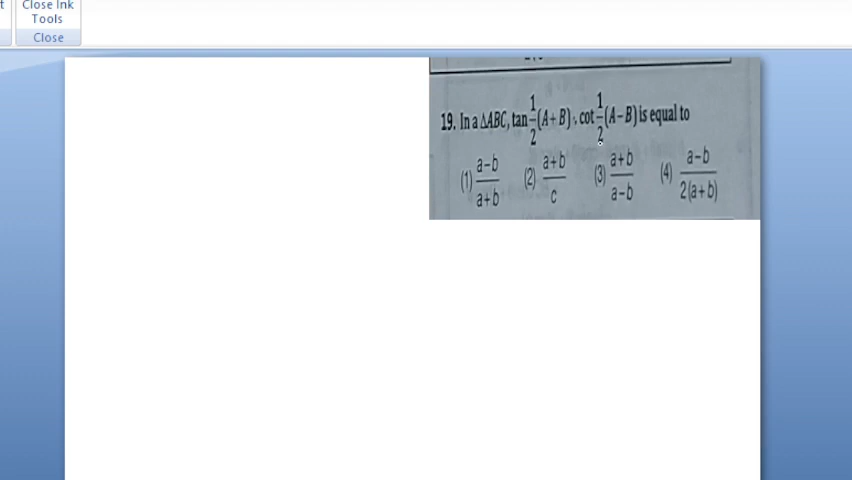 t
Close Ink
Tools
Close
19. In a ΔABC, tan 1/2 (A+B) · cot 1/2 (A−B) is equal to
(1) a−b/a+b (2) a+b/c (3) a+b/a−b (4) a−b/2(a+b)